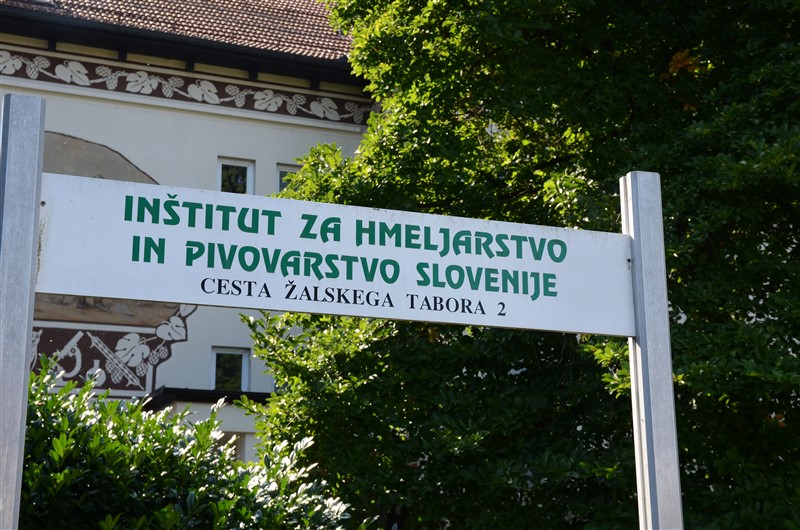 INŠTITUT ZA HMELJARSTVO
IN PIVOVARSTVO SLOVENIJE
CESTA ŽALSKEGA TABORA 2